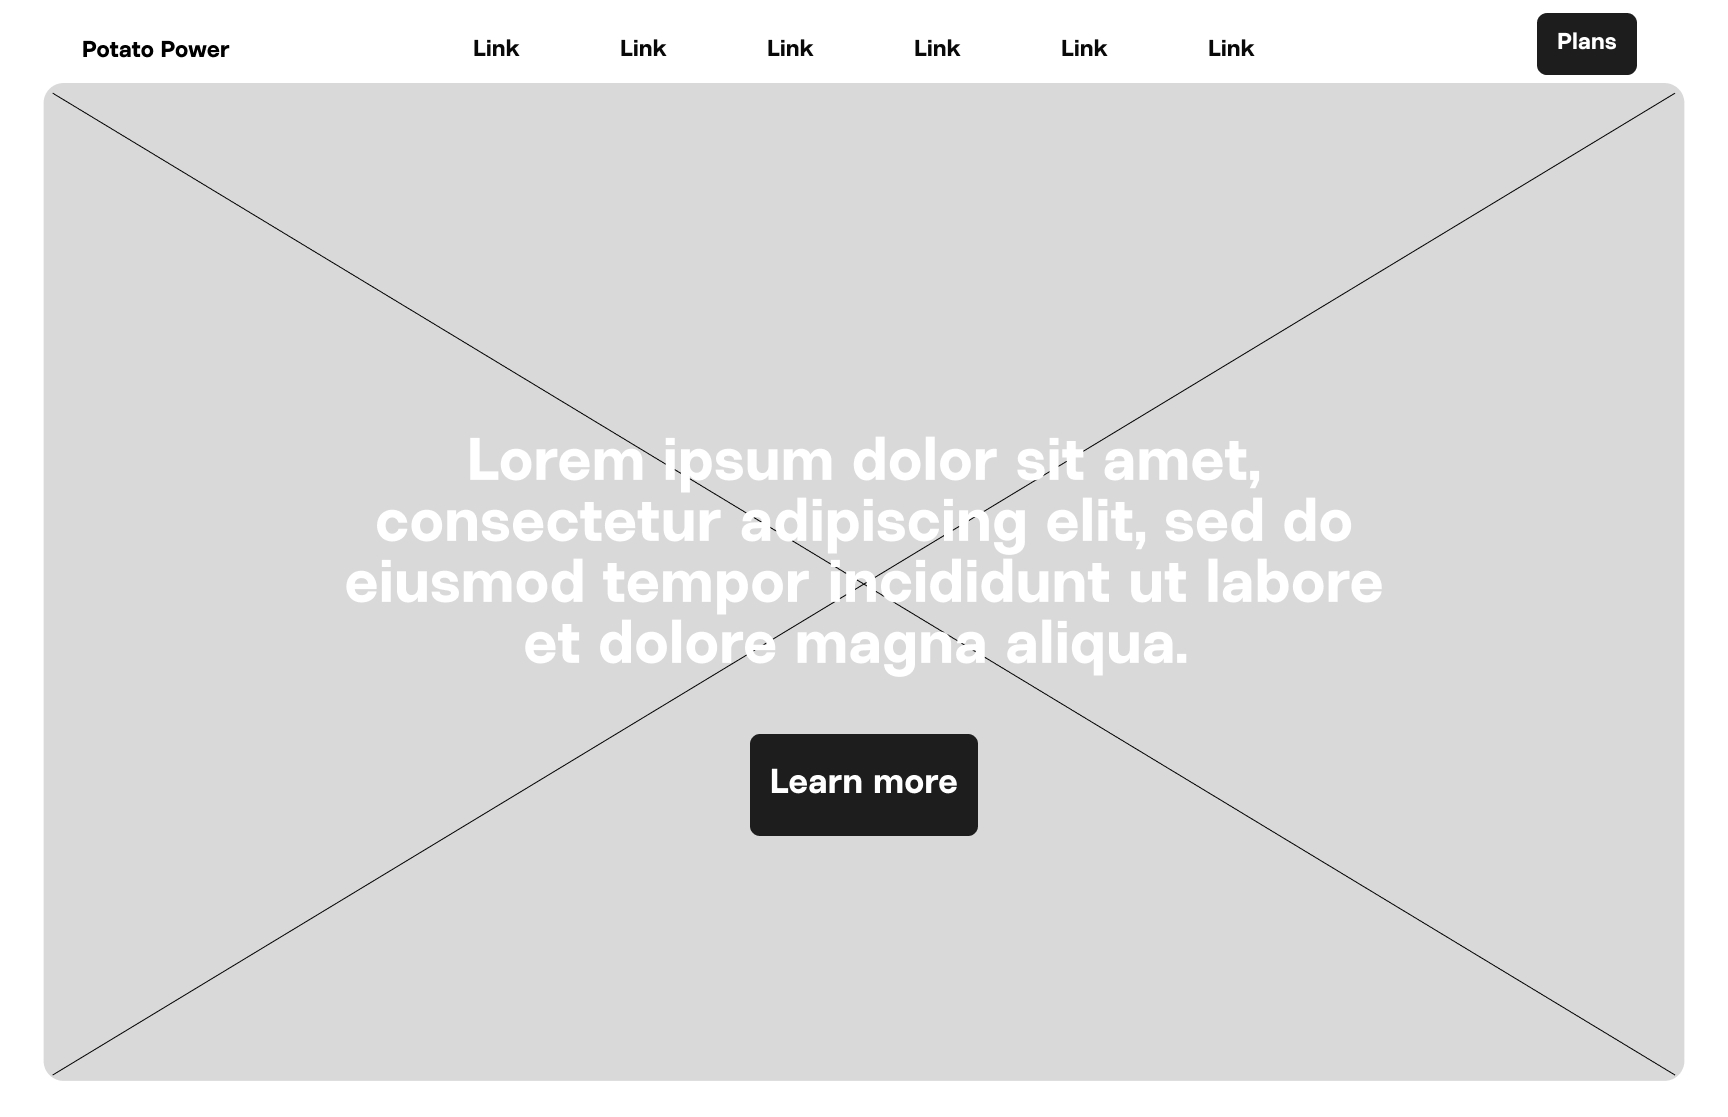 Potato Power
Link Link Link Link Link Link
Plans
Lorem ipsum dolor sit amet,
consectetur adipiscing elit, sed do
eiusmod tempor incididunt ut labore
et dolore magna aliqua.
Learn more